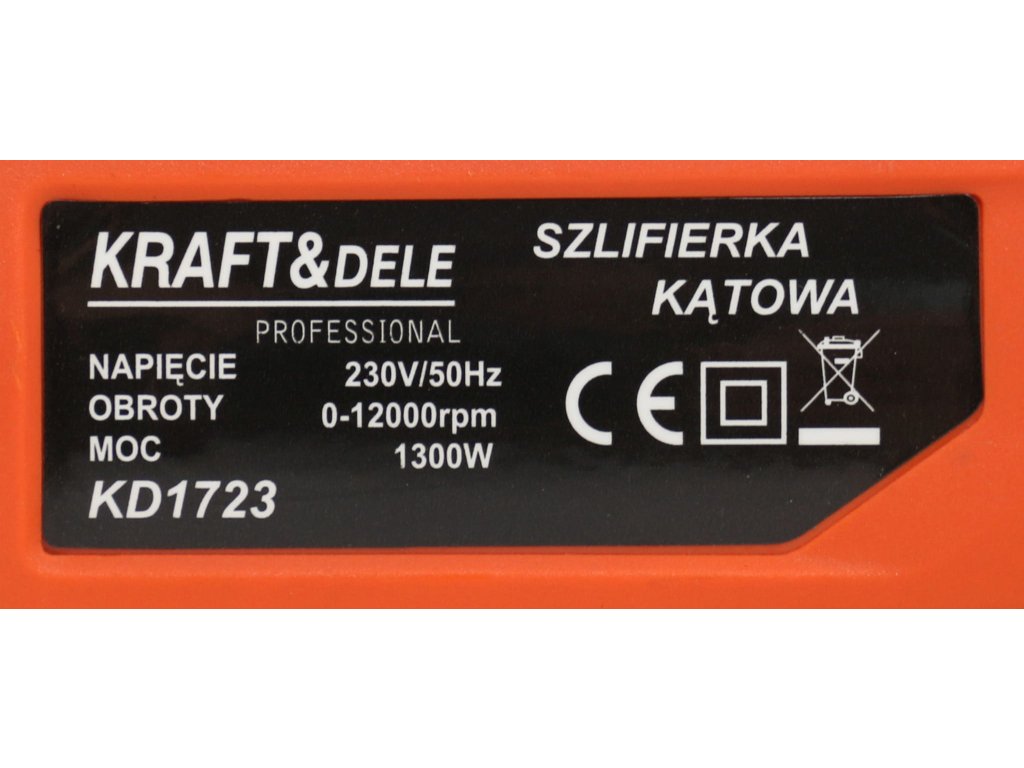 KRAFT&DELE
PROFESSIONAL
SZLIFIERKA
KĄTOWA
NAPIĘCIE 230V/50Hz
OBROTY 0-12000rpm
MOC 1300W
KD1723
CE